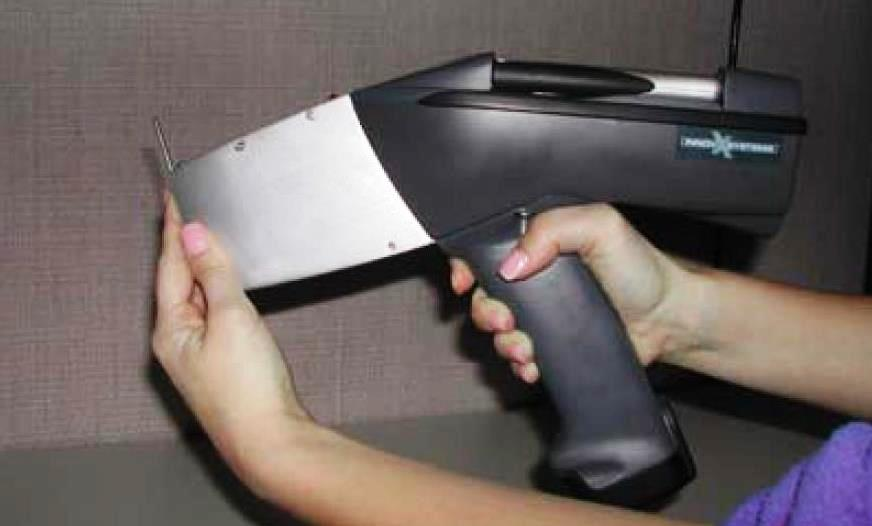 INNOV X SYSTEMS